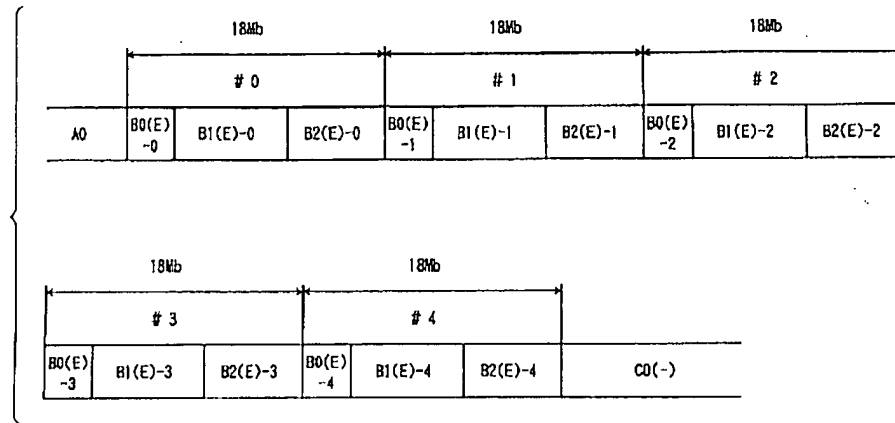 18Mb 18Mb 18Mb
# 0 # 1 # 2
A0 B0(E)-0 B1(E)-0 B2(E)-0 B0(E)-1 B1(E)-1 B2(E)-1 B0(E)-2 B1(E)-2 B2(E)-2
18Mb 18Mb
# 3 # 4
B0(E)-3 B1(E)-3 B2(E)-3 B0(E)-4 B1(E)-4 B2(E)-4 C0(-)